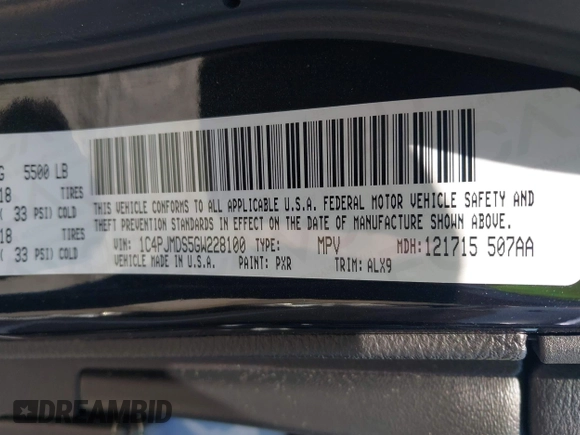 G 5500 LB
18 TIRES
( 33 PSI) COLD
18 TIRES
( 33 PSI) COLD
THIS VEHICLE CONFORMS TO ALL APPLICABLE U.S.A. FEDERAL MOTOR VEHICLE SAFETY AND
THEFT PREVENTION STANDARDS IN EFFECT ON THE DATE OF MANUFACTURE SHOWN ABOVE.
VIN: 1C4PJMDS5GW228100 TYPE: MPV MDH: 121715 507AA
VEHICLE MADE IN U.S.A. PAINT: PXR TRIM: ALX9
DREAMBID